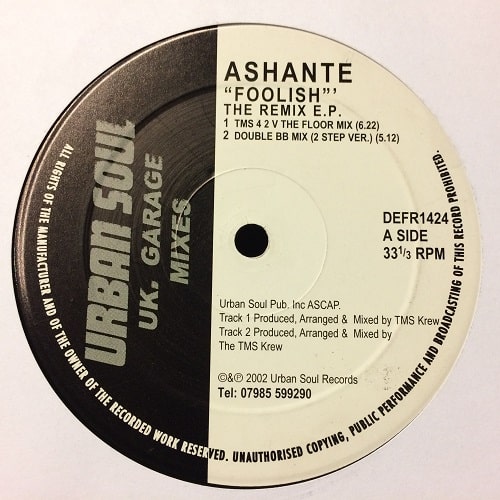 ASHANTE
"FOOLISH"'
THE REMIX E.P.
1 TMS 4 2 V THE FLOOR MIX (6.22)
2 DOUBLE BB MIX (2 STEP VER.) (5.12)
URBAN SOUL
UK. GARAGE
MIXES
DEFR1424
A SIDE
33 1/3 RPM
Urban Soul Pub. Inc ASCAP.
Track 1 Produced, Arranged & Mixed by TMS Krew
Track 2 Produced, Arranged & Mixed by
The TMS Krew
©&℗ 2002 Urban Soul Records
Tel: 07985 599290
ALL RIGHTS OF THE MANUFACTURER AND OF THE OWNER OF THE RECORDED WORK RESERVED. UNAUTHORISED COPYING, PUBLIC PERFORMANCE AND BROADCASTING OF THIS RECORD PROHIBITED.